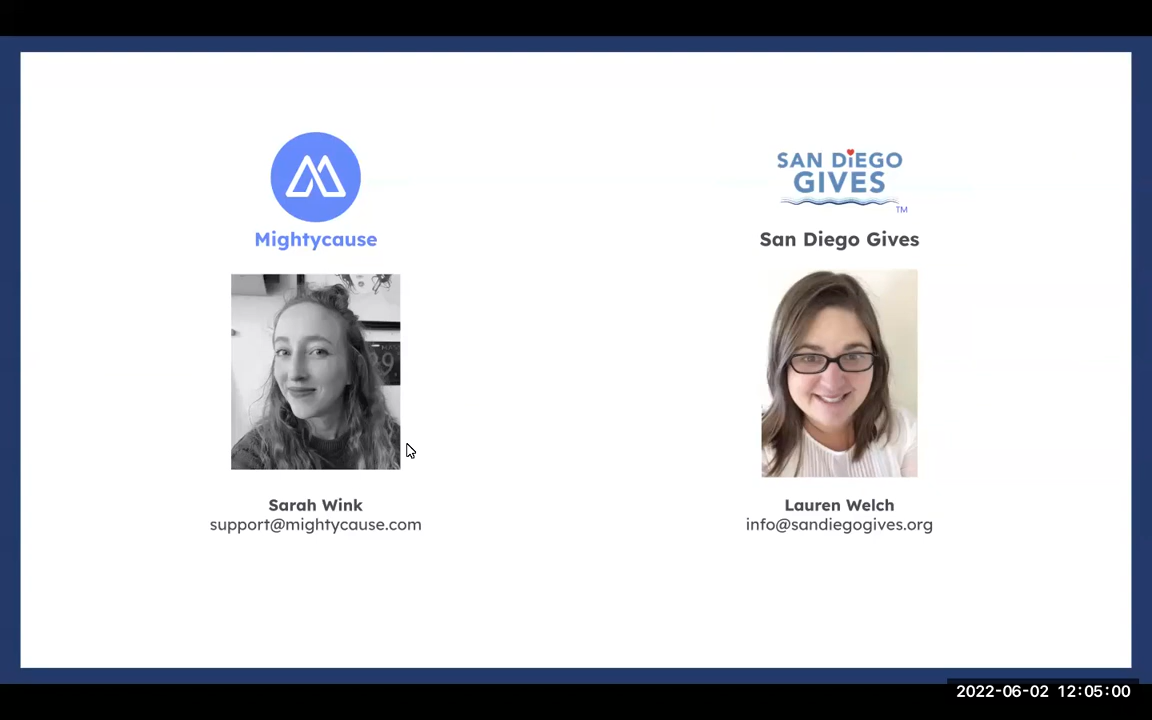 Mightycause
Sarah Wink
support@mightycause.com
SAN DiEGO
GIVES
TM
San Diego Gives
Lauren Welch
info@sandiegogives.org
2022-06-02 12:05:00